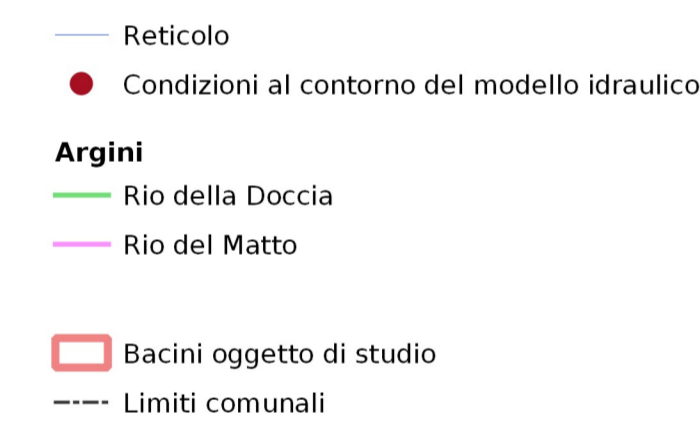 Reticolo
Condizioni al contorno del modello idraulico
Argini
Rio della Doccia
Rio del Matto
Bacini oggetto di studio
Limiti comunali